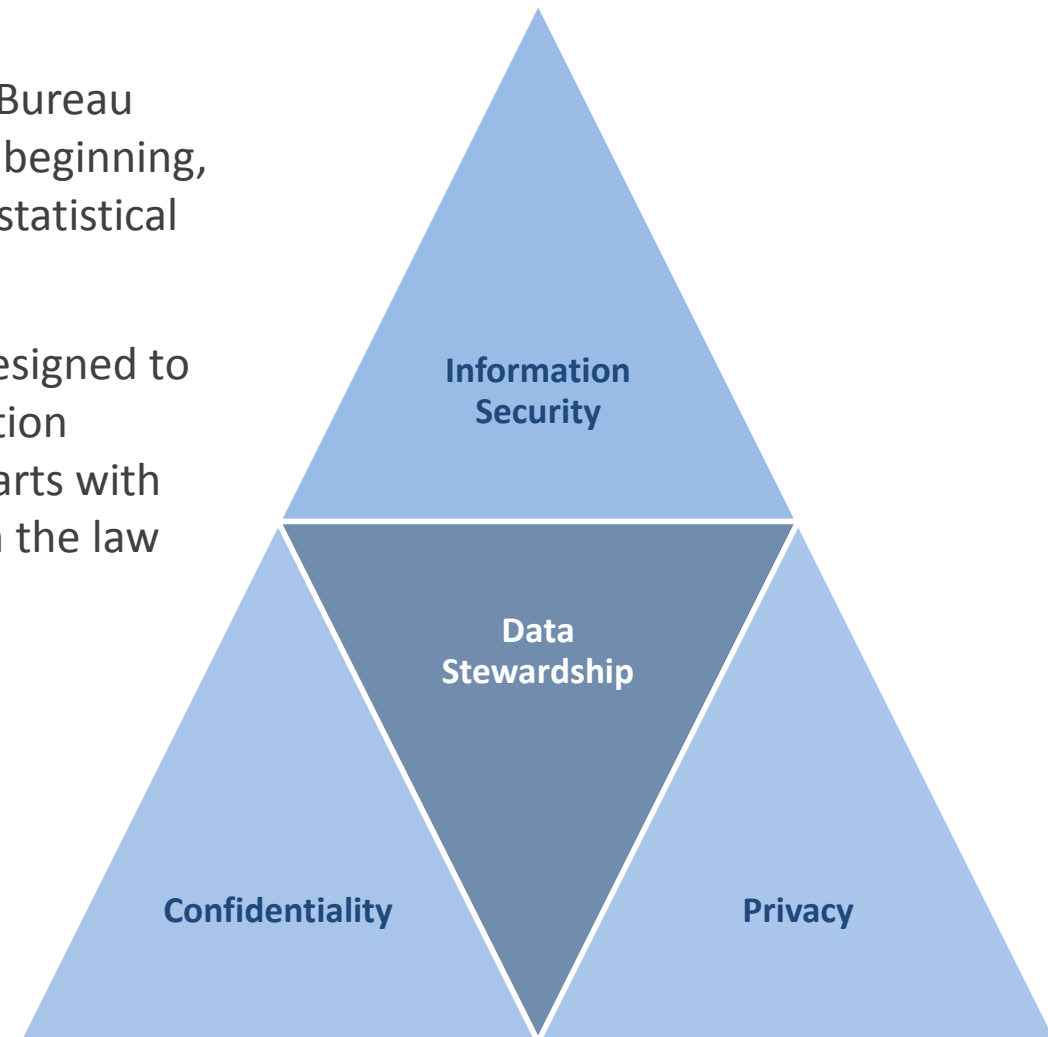 Bureau
beginning,
statistical
esigned to
tion
arts with
the law
Information
Security
Data
Stewardship
Confidentiality
Privacy